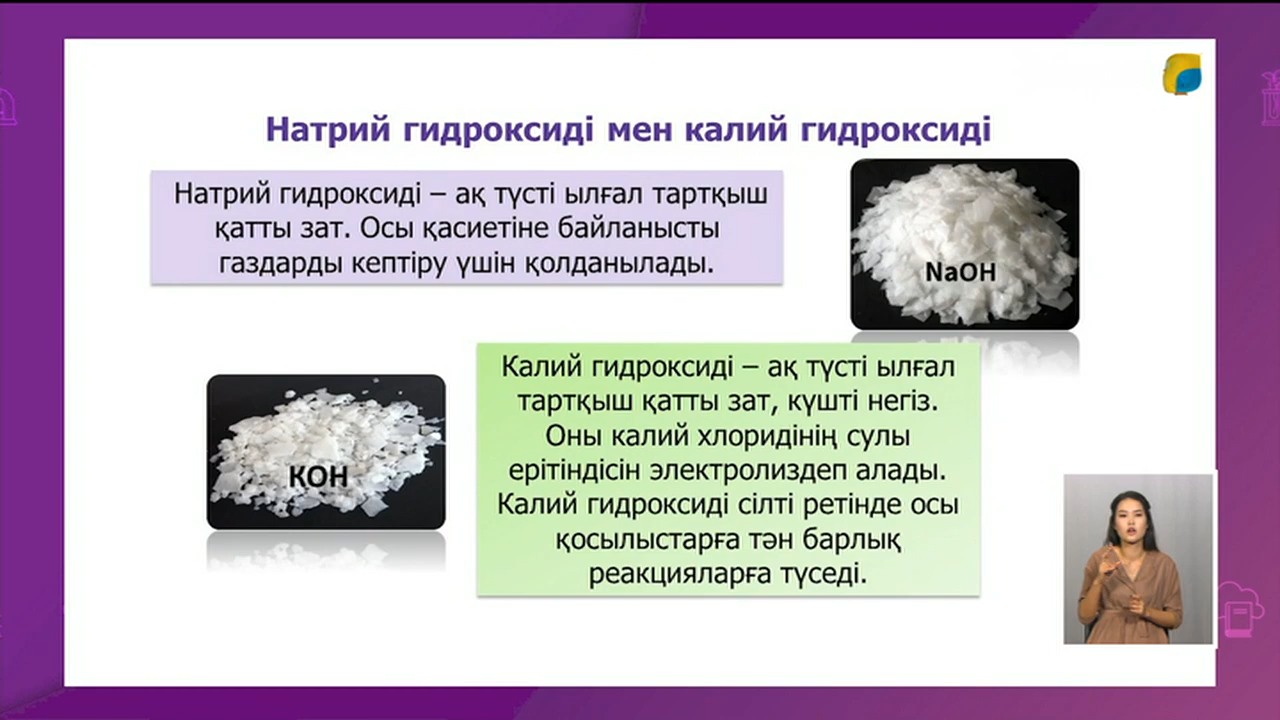 Натрий гидроксиді мен калий гидроксиді
Натрий гидроксиді – ақ түсті ылғал тартқыш
қатты зат. Осы қасиетіне байланысты
газдарды кептіру үшін қолданылады.
NaOH
Калий гидроксиді – ақ түсті ылғал
тартқыш қатты зат, күшті негіз.
Оны калий хлоридінің сулы
ерітіндісін электролиздеп алады.
Калий гидроксиді сілті ретінде осы
қосылыстарға тән барлық
реакцияларға түседі.
KOH